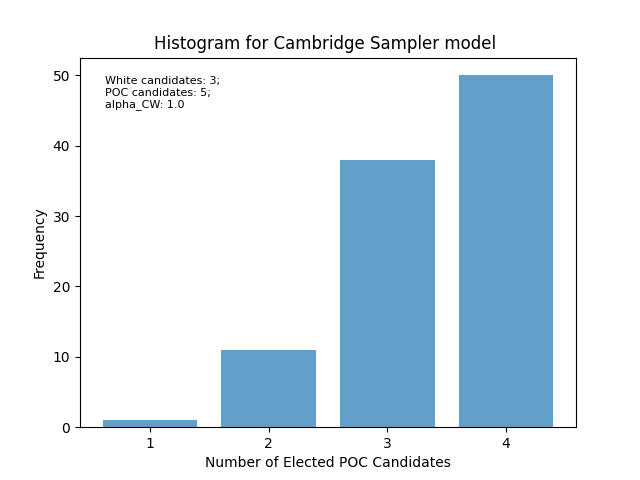 Histogram for Cambridge Sampler model
White candidates: 3;
POC candidates: 5;
alpha_CW: 1.0
50
40
30
20
10
0
Frequency
1 2 3 4
Number of Elected POC Candidates